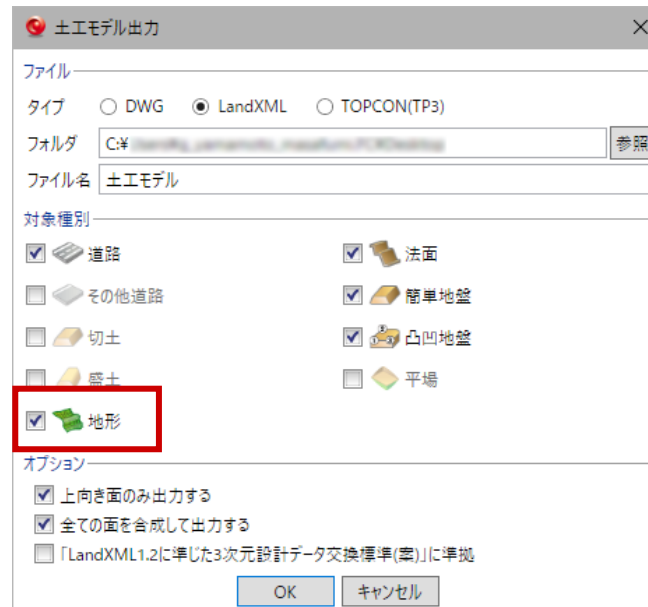 土工モデル出力
ファイル
タイプ DWG LandXML TOPCON(TP3)
フォルダ C:¥ 参照
ファイル名 土工モデル
対象種別
道路 法面
その他道路 簡単地盤
切土 凸凹地盤
盛土 平場
地形
オプション
上向き面のみ出力する
全ての面を合成して出力する
「LandXML1.2に準じた3次元設計データ交換標準(案)」に準拠
OK キャンセル